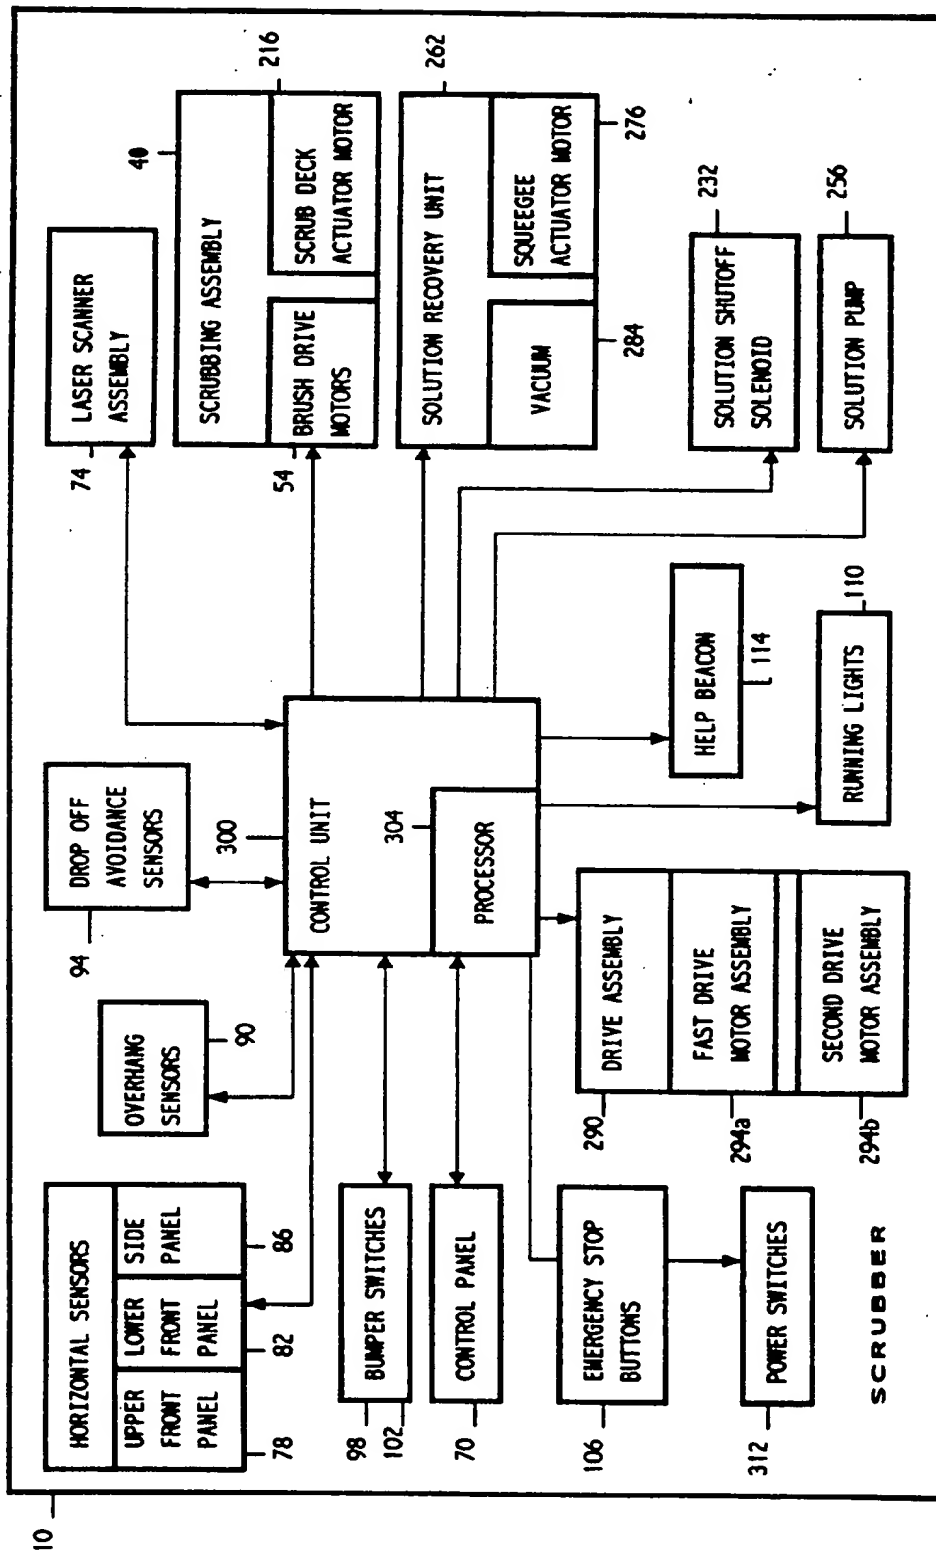 10
HORIZONTAL SENSORS
UPPER
FRONT
PANEL
LOWER
FRONT
PANEL
SIDE
PANEL
78
82
86
OVERHANG
SENSORS
90
DROP OFF
AVOIDANCE
SENSORS
94
LASER SCANNER
ASSEMBLY
74
SCRUBBING ASSEMBLY
40
BRUSH DRIVE
MOTORS
54
SCRUB DECK
ACTUATOR MOTOR
216
BUMPER SWITCHES
98
102
CONTROL UNIT
300
PROCESSOR
304
SOLUTION RECOVERY UNIT
262
VACUUM
284
SQUEEGEE
ACTUATOR MOTOR
276
CONTROL PANEL
70
EMERGENCY STOP
BUTTONS
106
POWER SWITCHES
312
DRIVE ASSEMBLY
290
FAST DRIVE
MOTOR ASSEMBLY
294a
SECOND DRIVE
MOTOR ASSEMBLY
294b
HELP BEACON
114
RUNNING LIGHTS
110
SOLUTION SHUTOFF
SOLENOID
232
SOLUTION PUMP
256
SCRUBBER